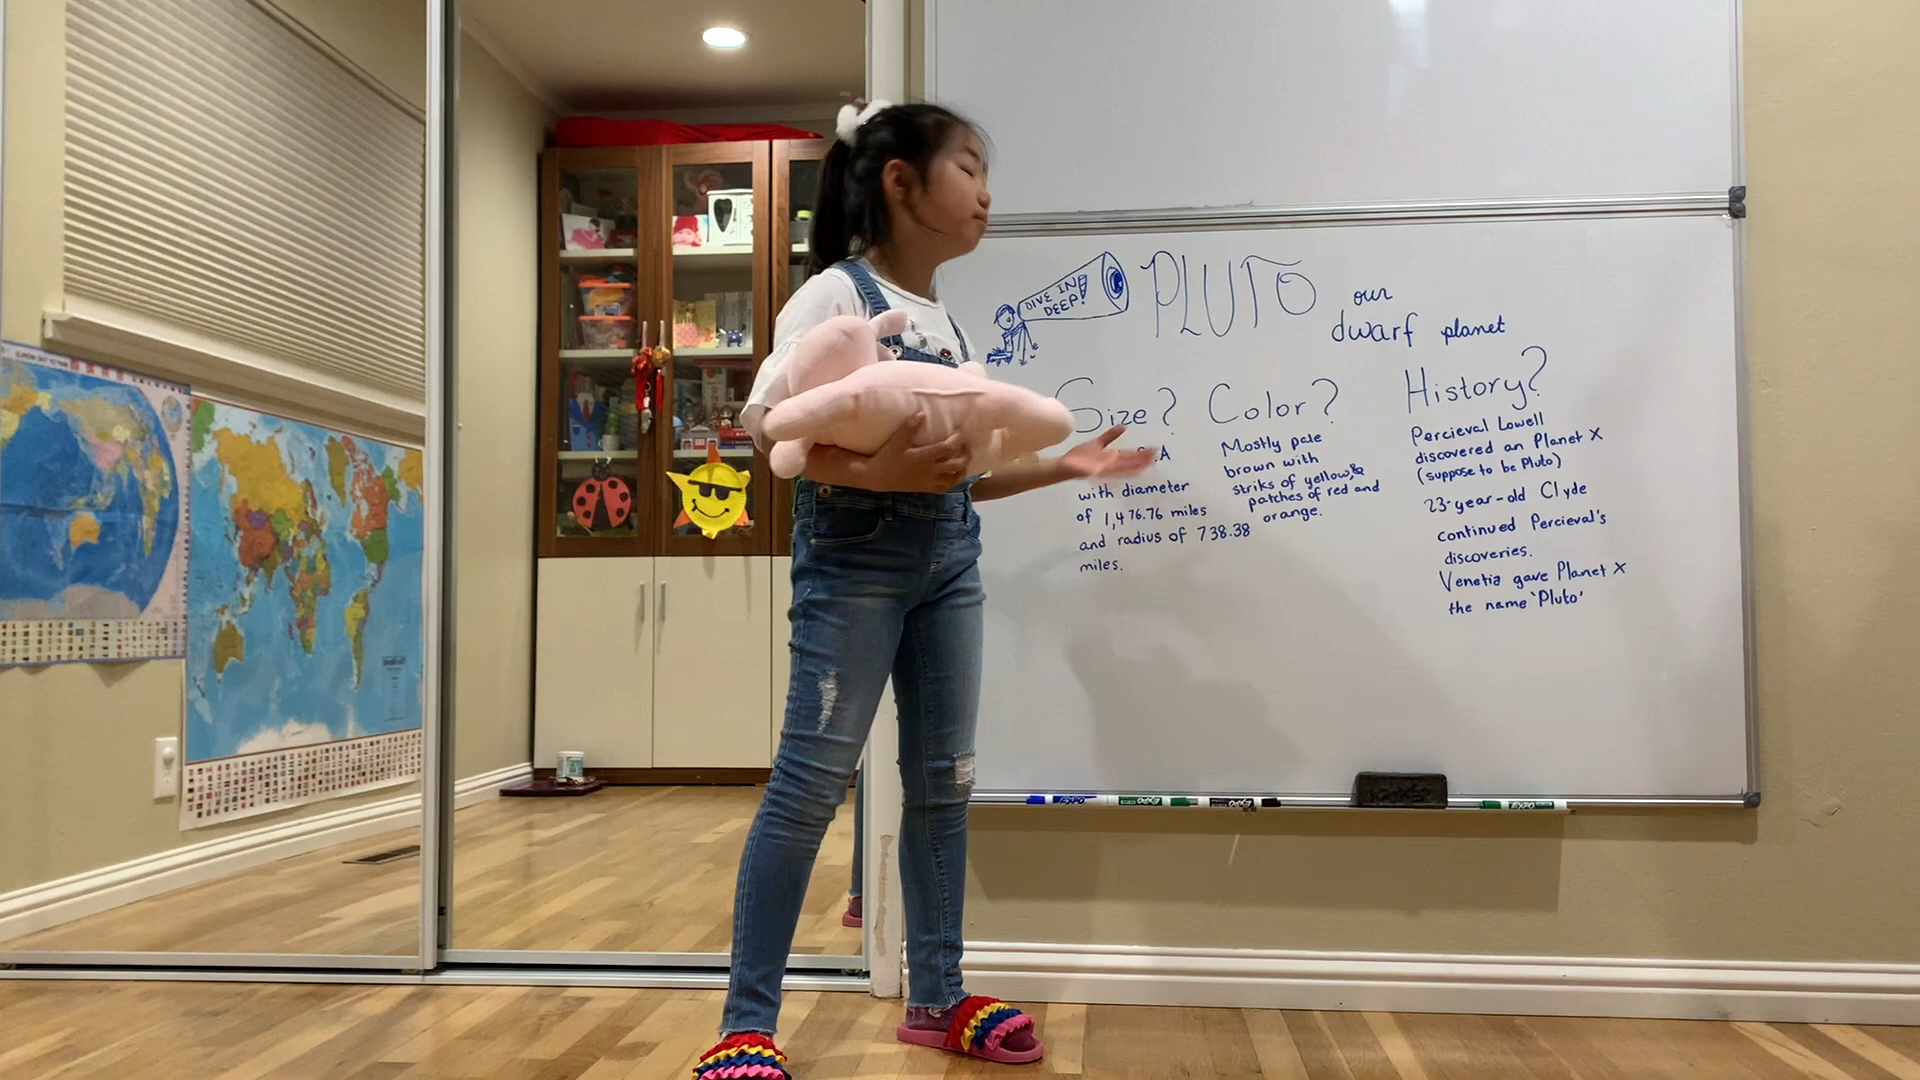 DIVE IN
DEEP!
PLUTO
our
dwarf planet
Size?
with diameter
of 1,476.76 miles
and radius of 738.38
miles.
Color?
Mostly pale
brown with
striks of yellow,&
patches of red and
orange.
History?
Percieval Lowell
discovered an Planet X
(suppose to be Pluto)
23-year-old Clyde
continued Percieval's
discoveries.
Venetia gave Planet X
the name 'Pluto'
EXPO
EXPO
EXPO
EXPO